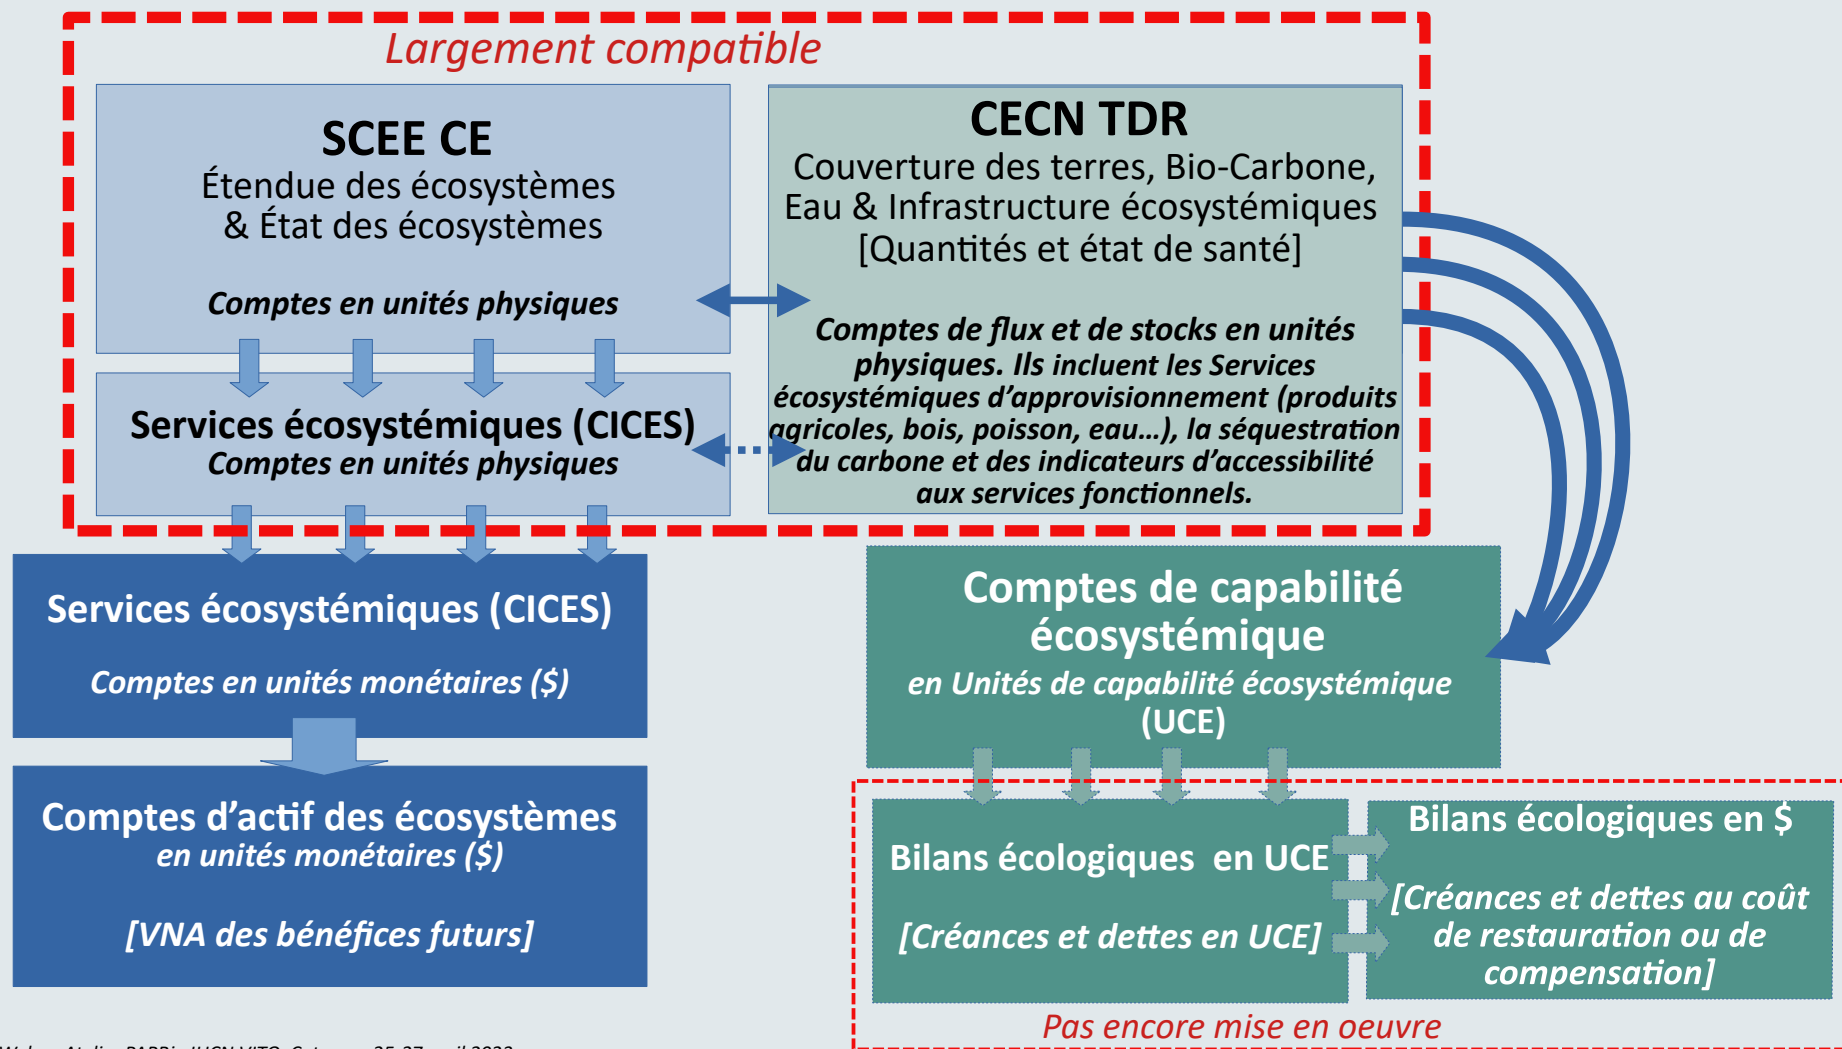 Largement compatible
SCEE CE
Étendue des écosystèmes
& État des écosystèmes
Comptes en unités physiques
Services écosystémiques (CICES)
Comptes en unités physiques
CECN TDR
Couverture des terres, Bio-Carbone,
Eau & Infrastructure écosystémiques
[Quantités et état de santé]
Comptes de flux et de stocks en unités
physiques. Ils incluent les Services
écosystémiques d’approvisionnement (produits
agricoles, bois, poisson, eau…), la séquestration
du carbone et des indicateurs d’accessibilité
aux services fonctionnels.
Services écosystémiques (CICES)
Comptes en unités monétaires ($)
Comptes d’actif des écosystèmes
en unités monétaires ($)
[VNA des bénéfices futurs]
Comptes de capabilité
écosystémique
en Unités de capabilité écosystémique
(UCE)
Bilans écologiques en UCE
[Créances et dettes en UCE]
Bilans écologiques en $
[Créances et dettes au coût
de restauration ou de
compensation]
Pas encore mise en oeuvre